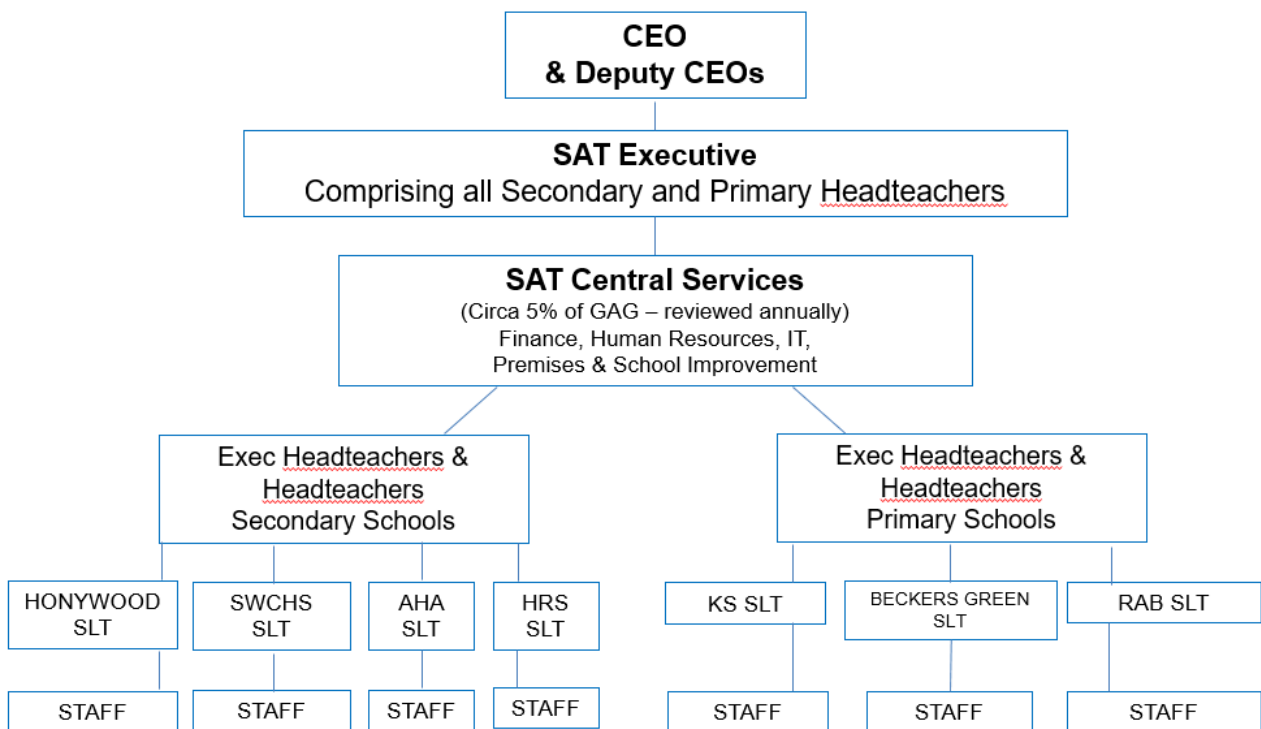 CEO
& Deputy CEOs
SAT Executive
Comprising all Secondary and Primary Headteachers
SAT Central Services
(Circa 5% of GAG – reviewed annually)
Finance, Human Resources, IT,
Premises & School Improvement
Exec Headteachers &
Headteachers
Secondary Schools
Exec Headteachers &
Headteachers
Primary Schools
HONYWOOD
SLT
SWCHS
SLT
AHA
SLT
HRS
SLT
KS SLT
BECKERS GREEN
SLT
RAB SLT
STAFF
STAFF
STAFF
STAFF
STAFF
STAFF
STAFF